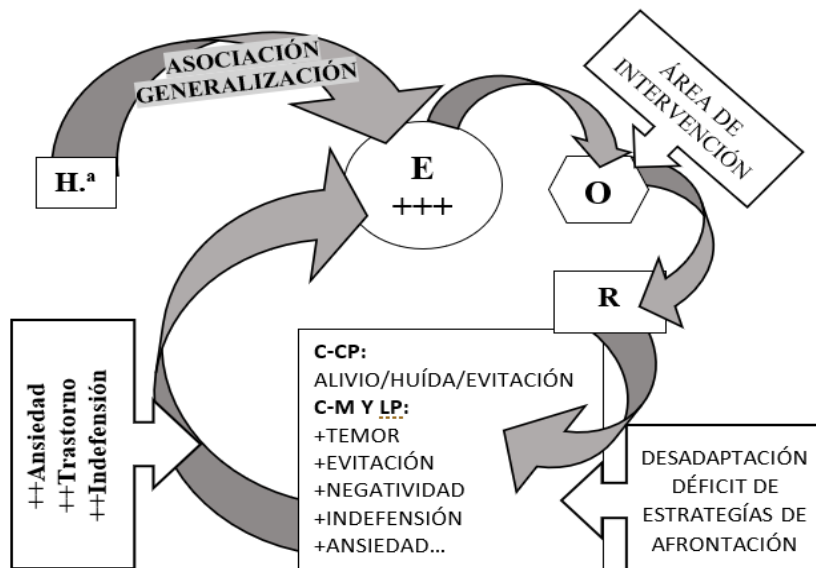 ASOCIACIÓN
GENERALIZACIÓN
H.ª
E
+++
O
ÁREA DE
INTERVENCIÓN
R
C-CP:
ALIVIO/HUÍDA/EVITACIÓN
C-M Y LP:
+TEMOR
+EVITACIÓN
+NEGATIVIDAD
+INDEFENSIÓN
+ANSIEDAD...
DESADAPTACIÓN
DÉFICIT DE
ESTRATEGÍAS DE
AFRONTACIÓN
++Ansiedad
++Trastorno
++Indefensión